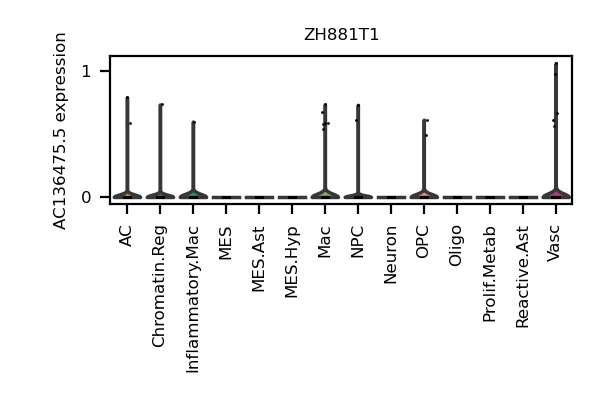 ZH881T1
AC136475.5 expression
1
0
AC
Chromatin.Reg
Inflammatory.Mac
MES
MES.Ast
MES.Hyp
Mac
NPC
Neuron
OPC
Oligo
Prolif.Metab
Reactive.Ast
Vasc